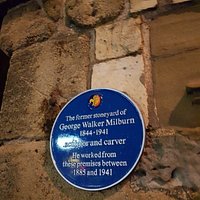 The former stoneyard of
George Walker Milburn
1844-1941
sculptor and carver
He worked from
these premises between
1885 and 1941